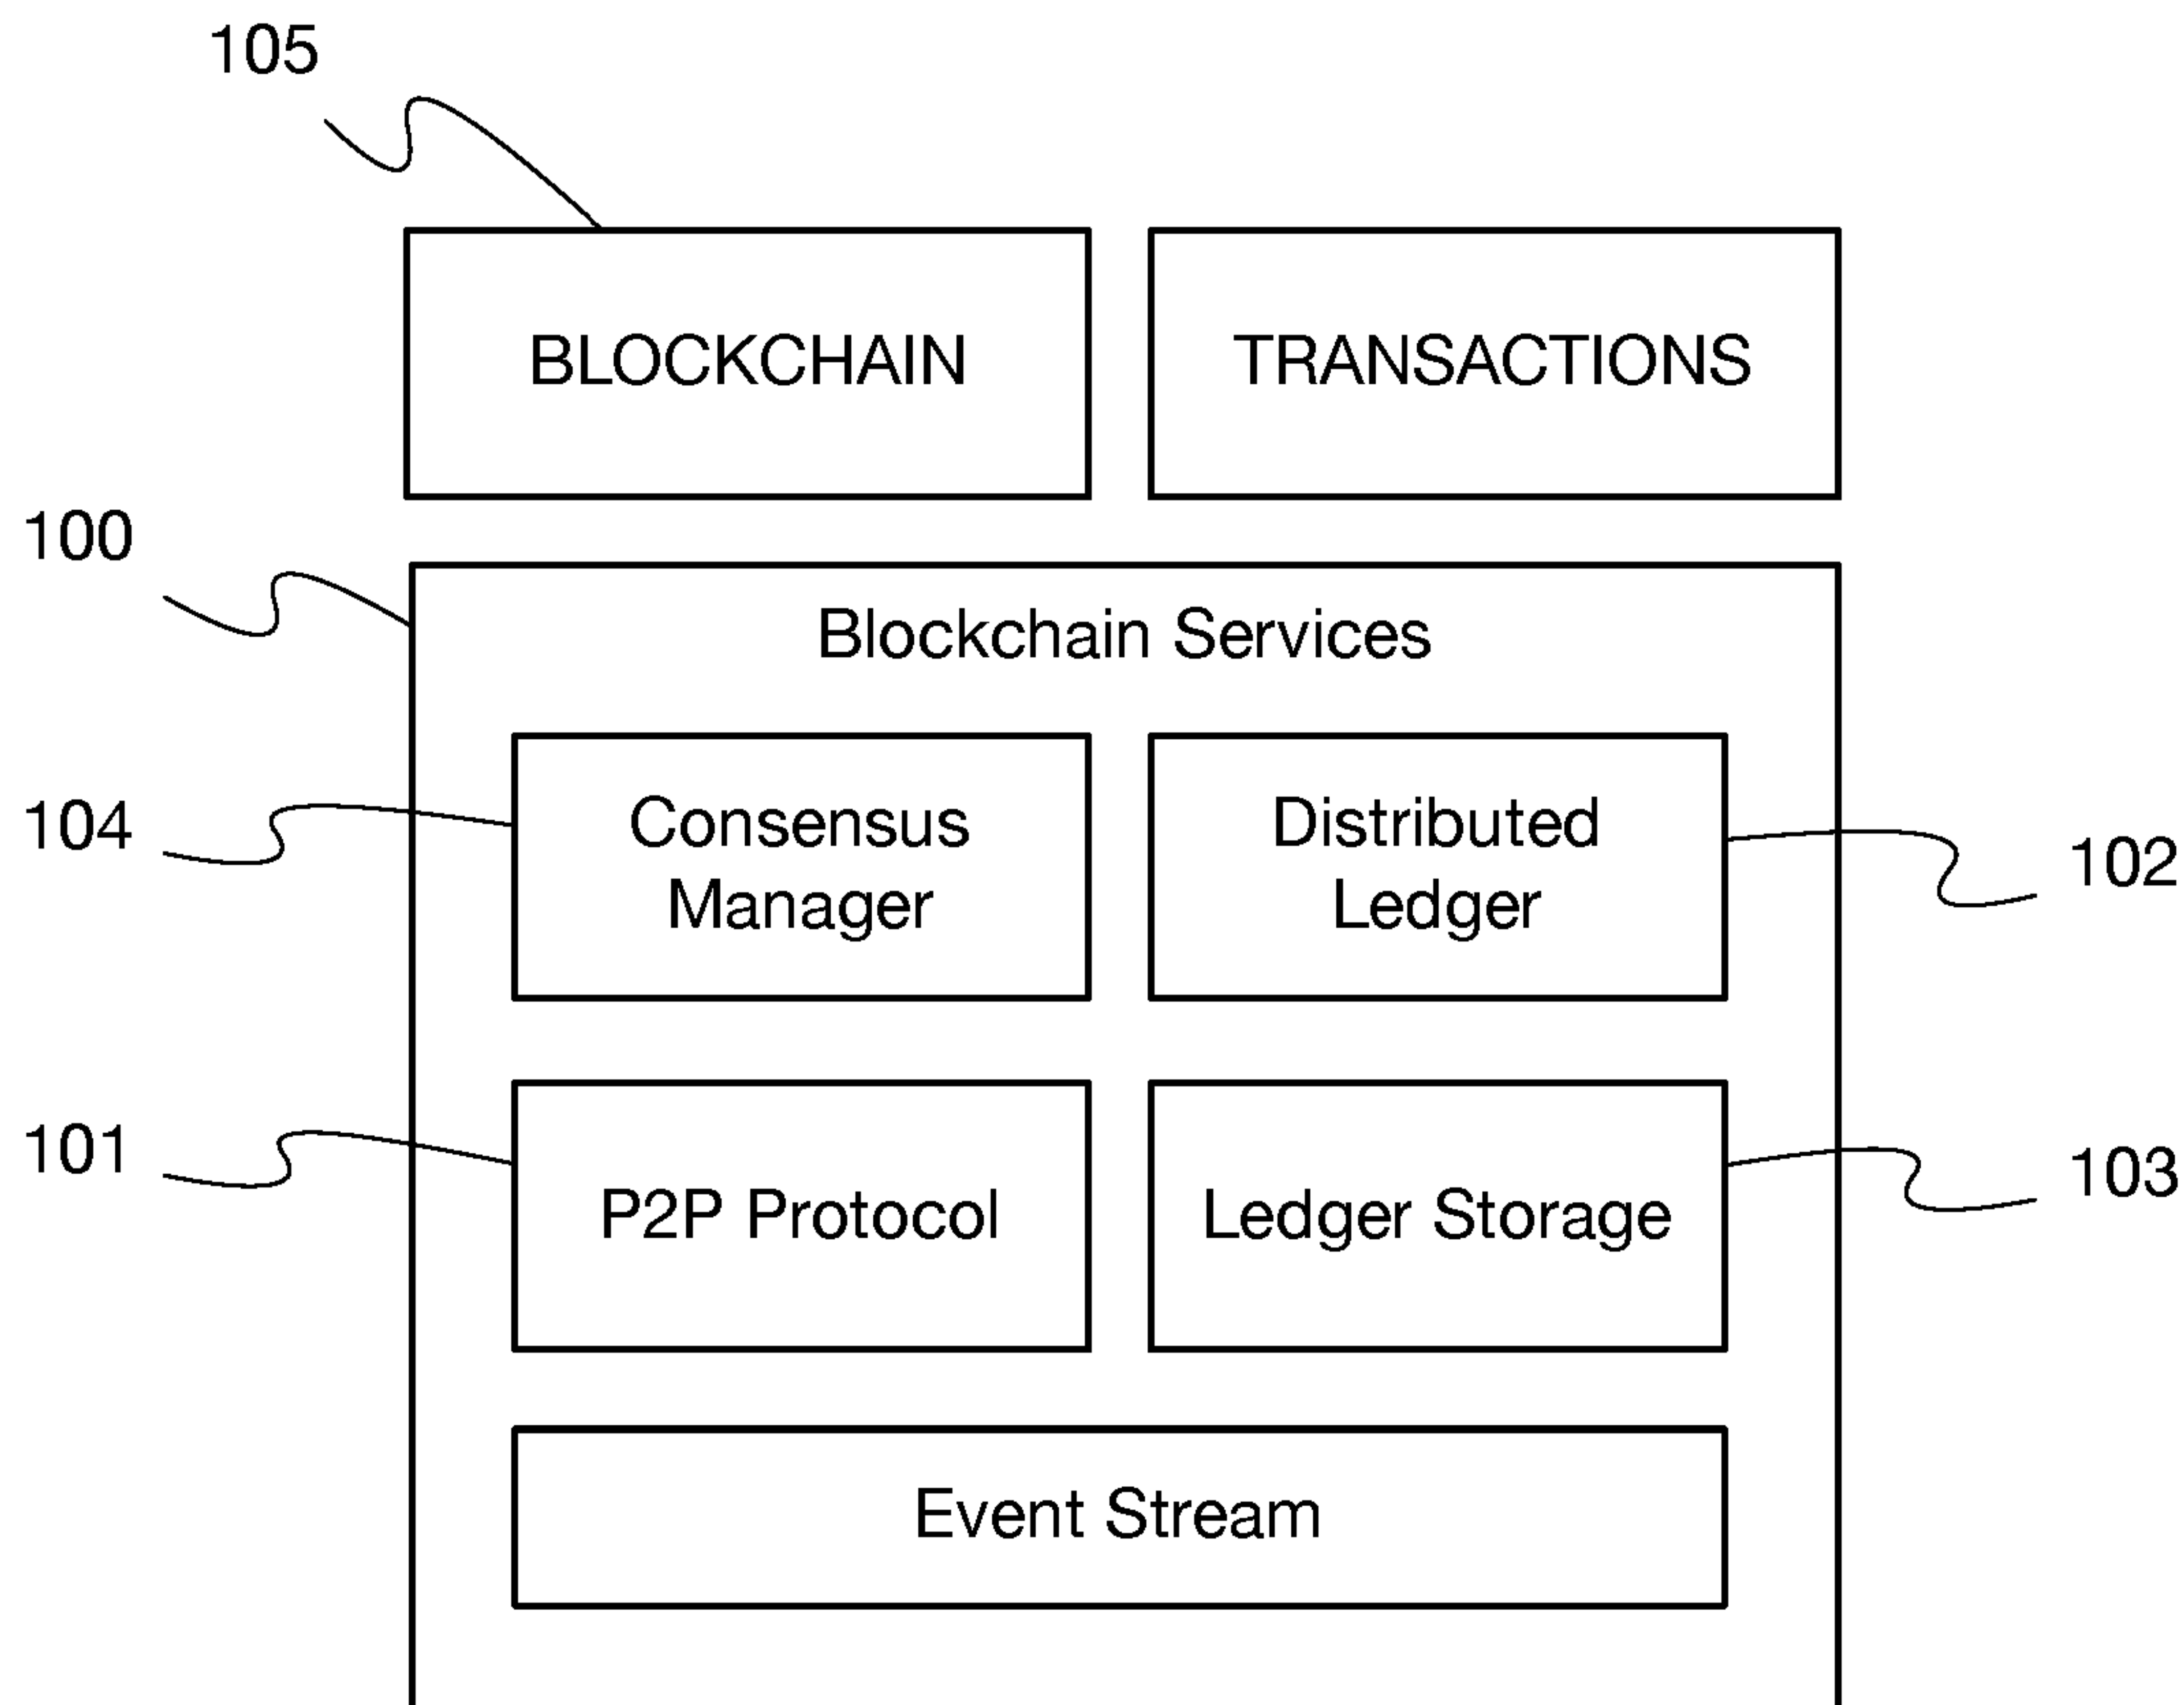 105
BLOCKCHAIN
TRANSACTIONS
100
Blockchain Services
104
Consensus
Manager
Distributed
Ledger
102
101
P2P Protocol
Ledger Storage
103
Event Stream